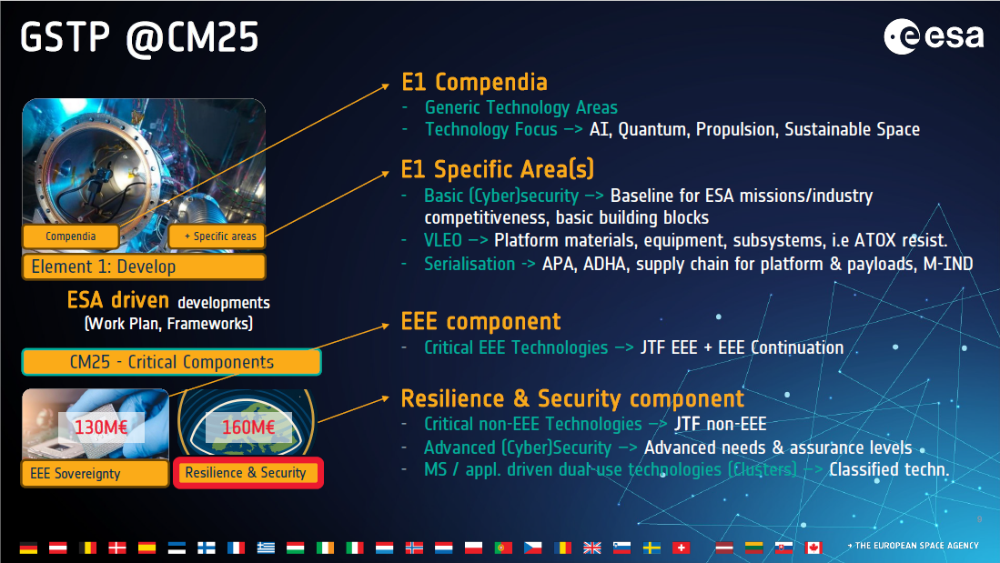 GSTP @CM25
esa
E1 Compendia
- Generic Technology Areas
- Technology Focus –> AI, Quantum, Propulsion, Sustainable Space
E1 Specific Area(s)
- Basic (Cyber)security –> Baseline for ESA missions/industry
competitiveness, basic building blocks
- VLEO –> Platform materials, equipment, subsystems, i.e ATOX resist.
- Serialisation -> APA, ADHA, supply chain for platform & payloads, M-IND
Compendia
+ Specific areas
Element 1: Develop
ESA driven developments
(Work Plan, Frameworks)
EEE component
- Critical EEE Technologies –> JTF EEE + EEE Continuation
CM25 - Critical Components
130M€
160M€
EEE Sovereignty
Resilience & Security
Resilience & Security component
- Critical non-EEE Technologies –> JTF non-EEE
- Advanced (Cyber)Security –> Advanced needs & assurance levels
- MS / appl. driven dual-use technologies (Clusters) –> Classified techn.
9
→ THE EUROPEAN SPACE AGENCY